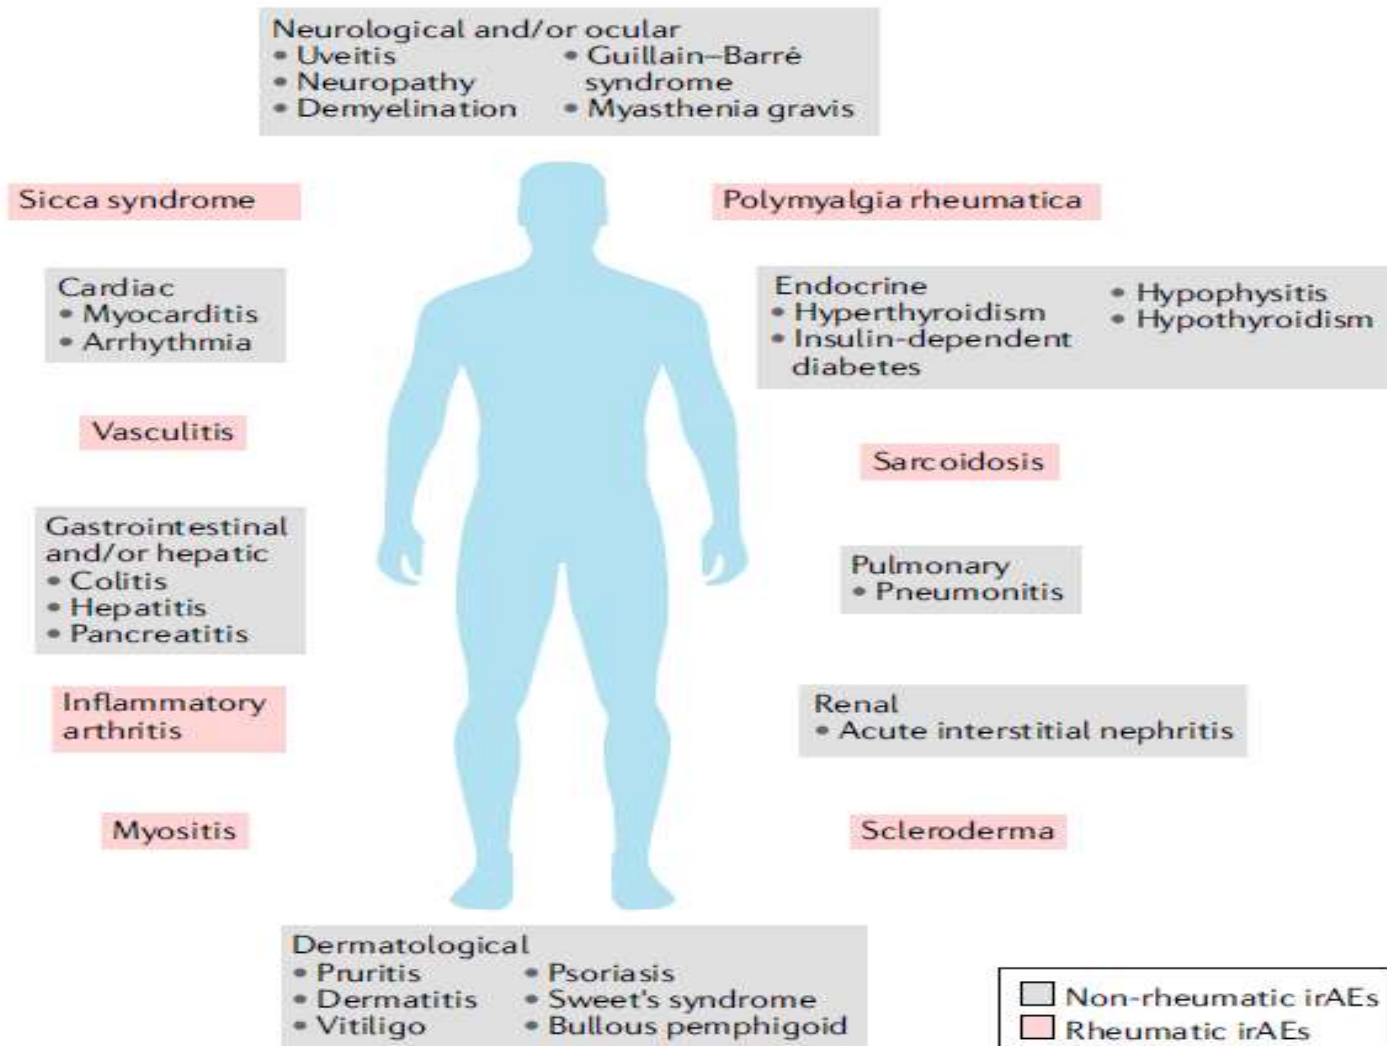 Neurological and/or ocular
• Uveitis
• Neuropathy
• Demyelination
• Guillain–Barré
syndrome
• Myasthenia gravis
Sicca syndrome
Polymyalgia rheumatica
Cardiac
• Myocarditis
• Arrhythmia
Endocrine
• Hyperthyroidism
• Insulin-dependent
diabetes
• Hypophysitis
• Hypothyroidism
Vasculitis
Sarcoidosis
Gastrointestinal
and/or hepatic
• Colitis
• Hepatitis
• Pancreatitis
Pulmonary
• Pneumonitis
Inflammatory
arthritis
Renal
• Acute interstitial nephritis
Myositis
Scleroderma
Dermatological
• Pruritis
• Dermatitis
• Vitiligo
• Psoriasis
• Sweet's syndrome
• Bullous pemphigoid
Non-rheumatic irAEs
Rheumatic irAEs